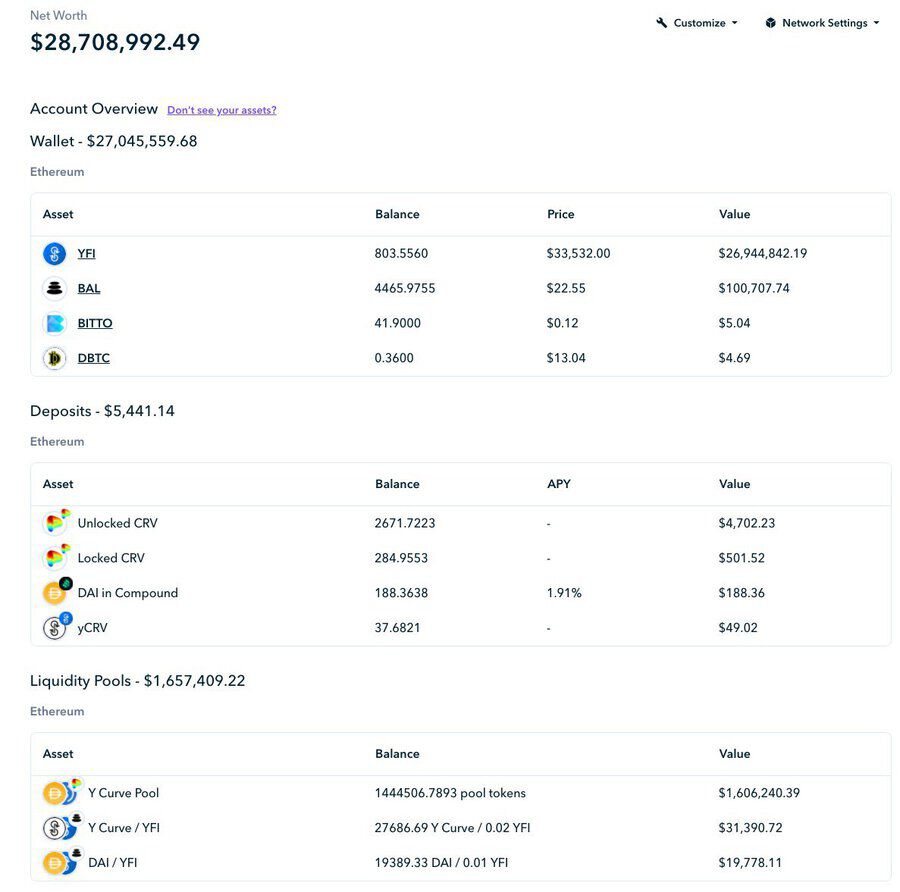 Net Worth
$28,708,992.49
Customize Network Settings
Account Overview Don't see your assets?
Wallet - $27,045,559.68
Ethereum
Asset Balance Price Value
YFI 803.5560 $33,532.00 $26,944,842.19
BAL 4465.9755 $22.55 $100,707.74
BITTO 41.9000 $0.12 $5.04
DBTC 0.3600 $13.04 $4.69
Deposits - $5,441.14
Ethereum
Asset Balance APY Value
Unlocked CRV 2671.7223 - $4,702.23
Locked CRV 284.9553 - $501.52
DAI in Compound 188.3638 1.91% $188.36
yCRV 37.6821 - $49.02
Liquidity Pools - $1,657,409.22
Ethereum
Asset Balance Value
Y Curve Pool 1444506.7893 pool tokens $1,606,240.39
Y Curve / YFI 27686.69 Y Curve / 0.02 YFI $31,390.72
DAI / YFI 19389.33 DAI / 0.01 YFI $19,778.11